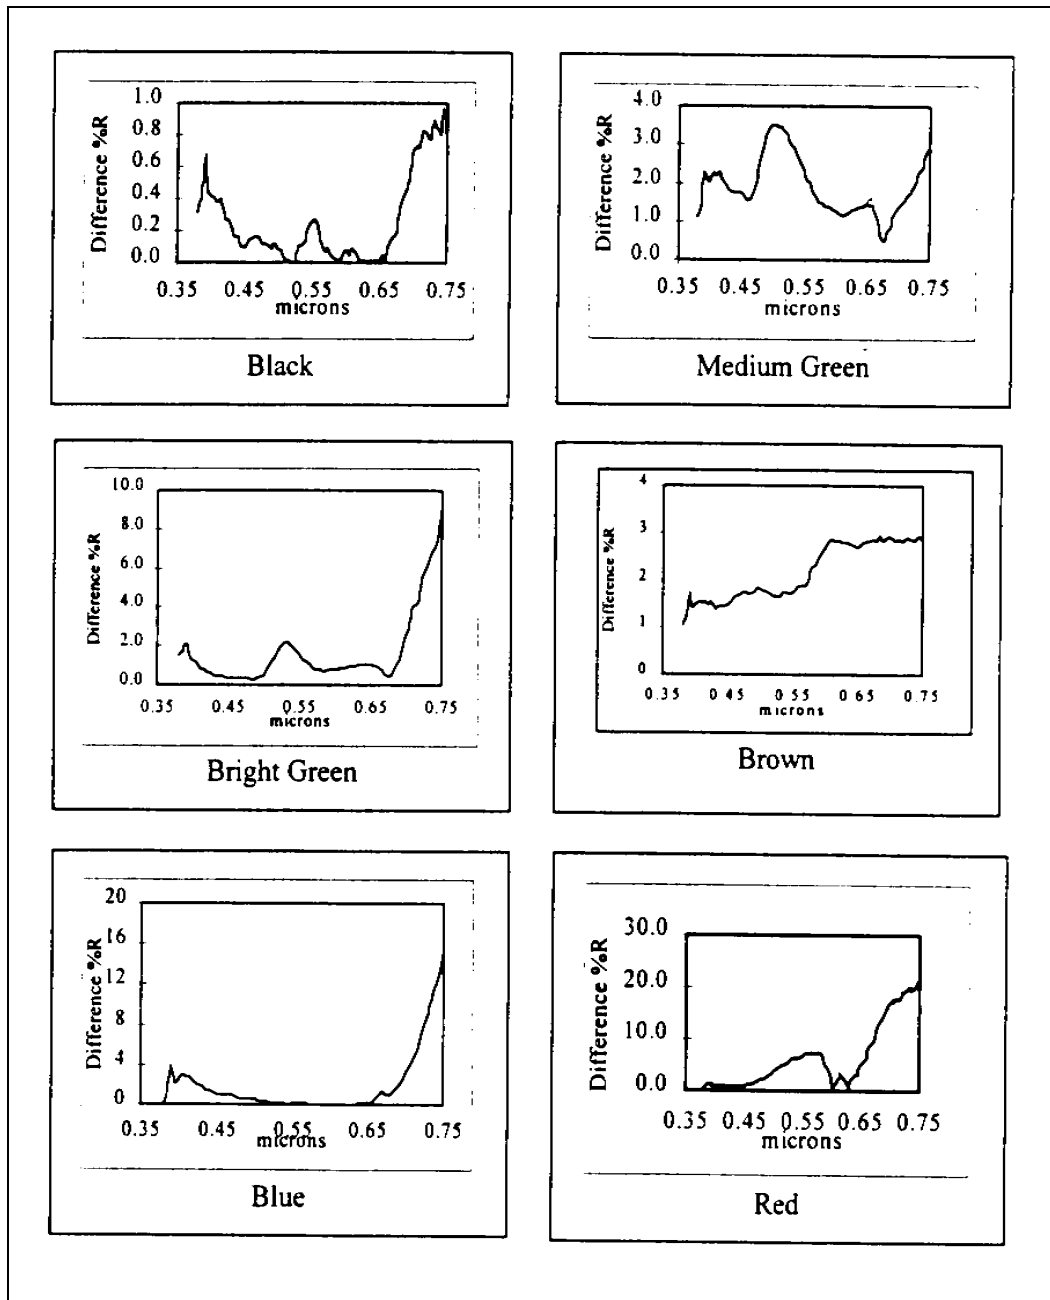 1.0
0.8
0.6
0.4
0.2
0.0
Difference %R
0.35 0.45 0.55 0.65 0.75
microns
Black
4.0
3.0
2.0
1.0
0.0
Difference %R
0.35 0.45 0.55 0.65 0.75
microns
Medium Green
10.0
8.0
6.0
4.0
2.0
0.0
Difference %R
0.35 0.45 0.55 0.65 0.75
microns
Bright Green
4
3
2
1
0
Difference %R
0.35 0 45 0 55 0 65 0.75
microns
Brown
20
16
12
8
4
0
Difference %R
0.35 0.45 0.55 0.65 0.75
microns
Blue
30.0
20.0
10.0
0.0
Difference %R
0.35 0.45 0.55 0.65 0.75
microns
Red